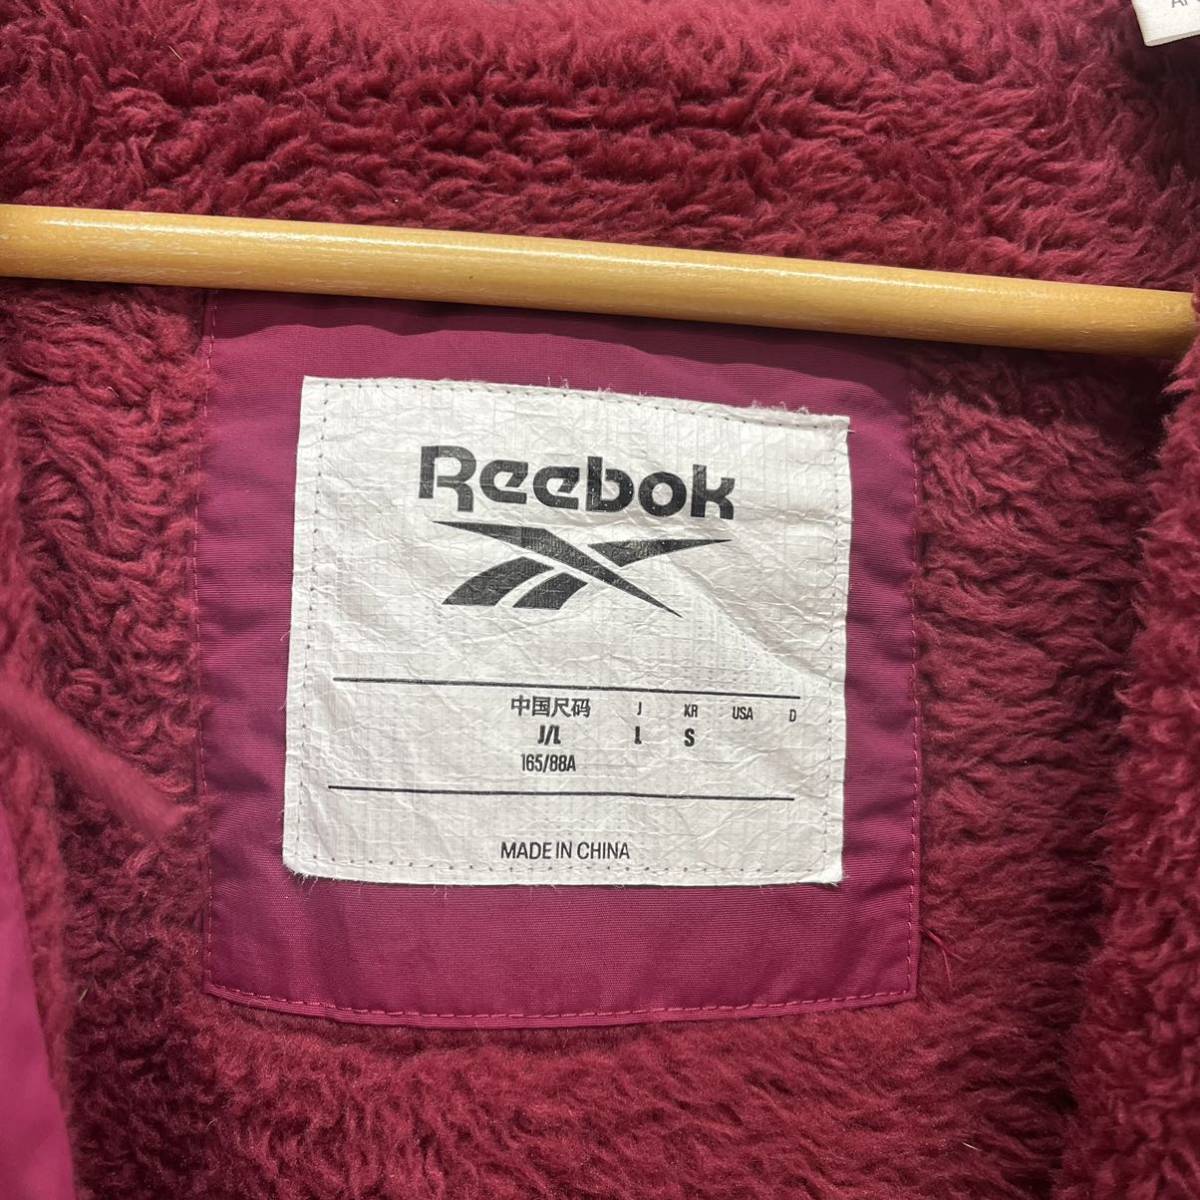 Reebok
中国尺码 J KR USA D
J/L L S
165/88A
MADE IN CHINA